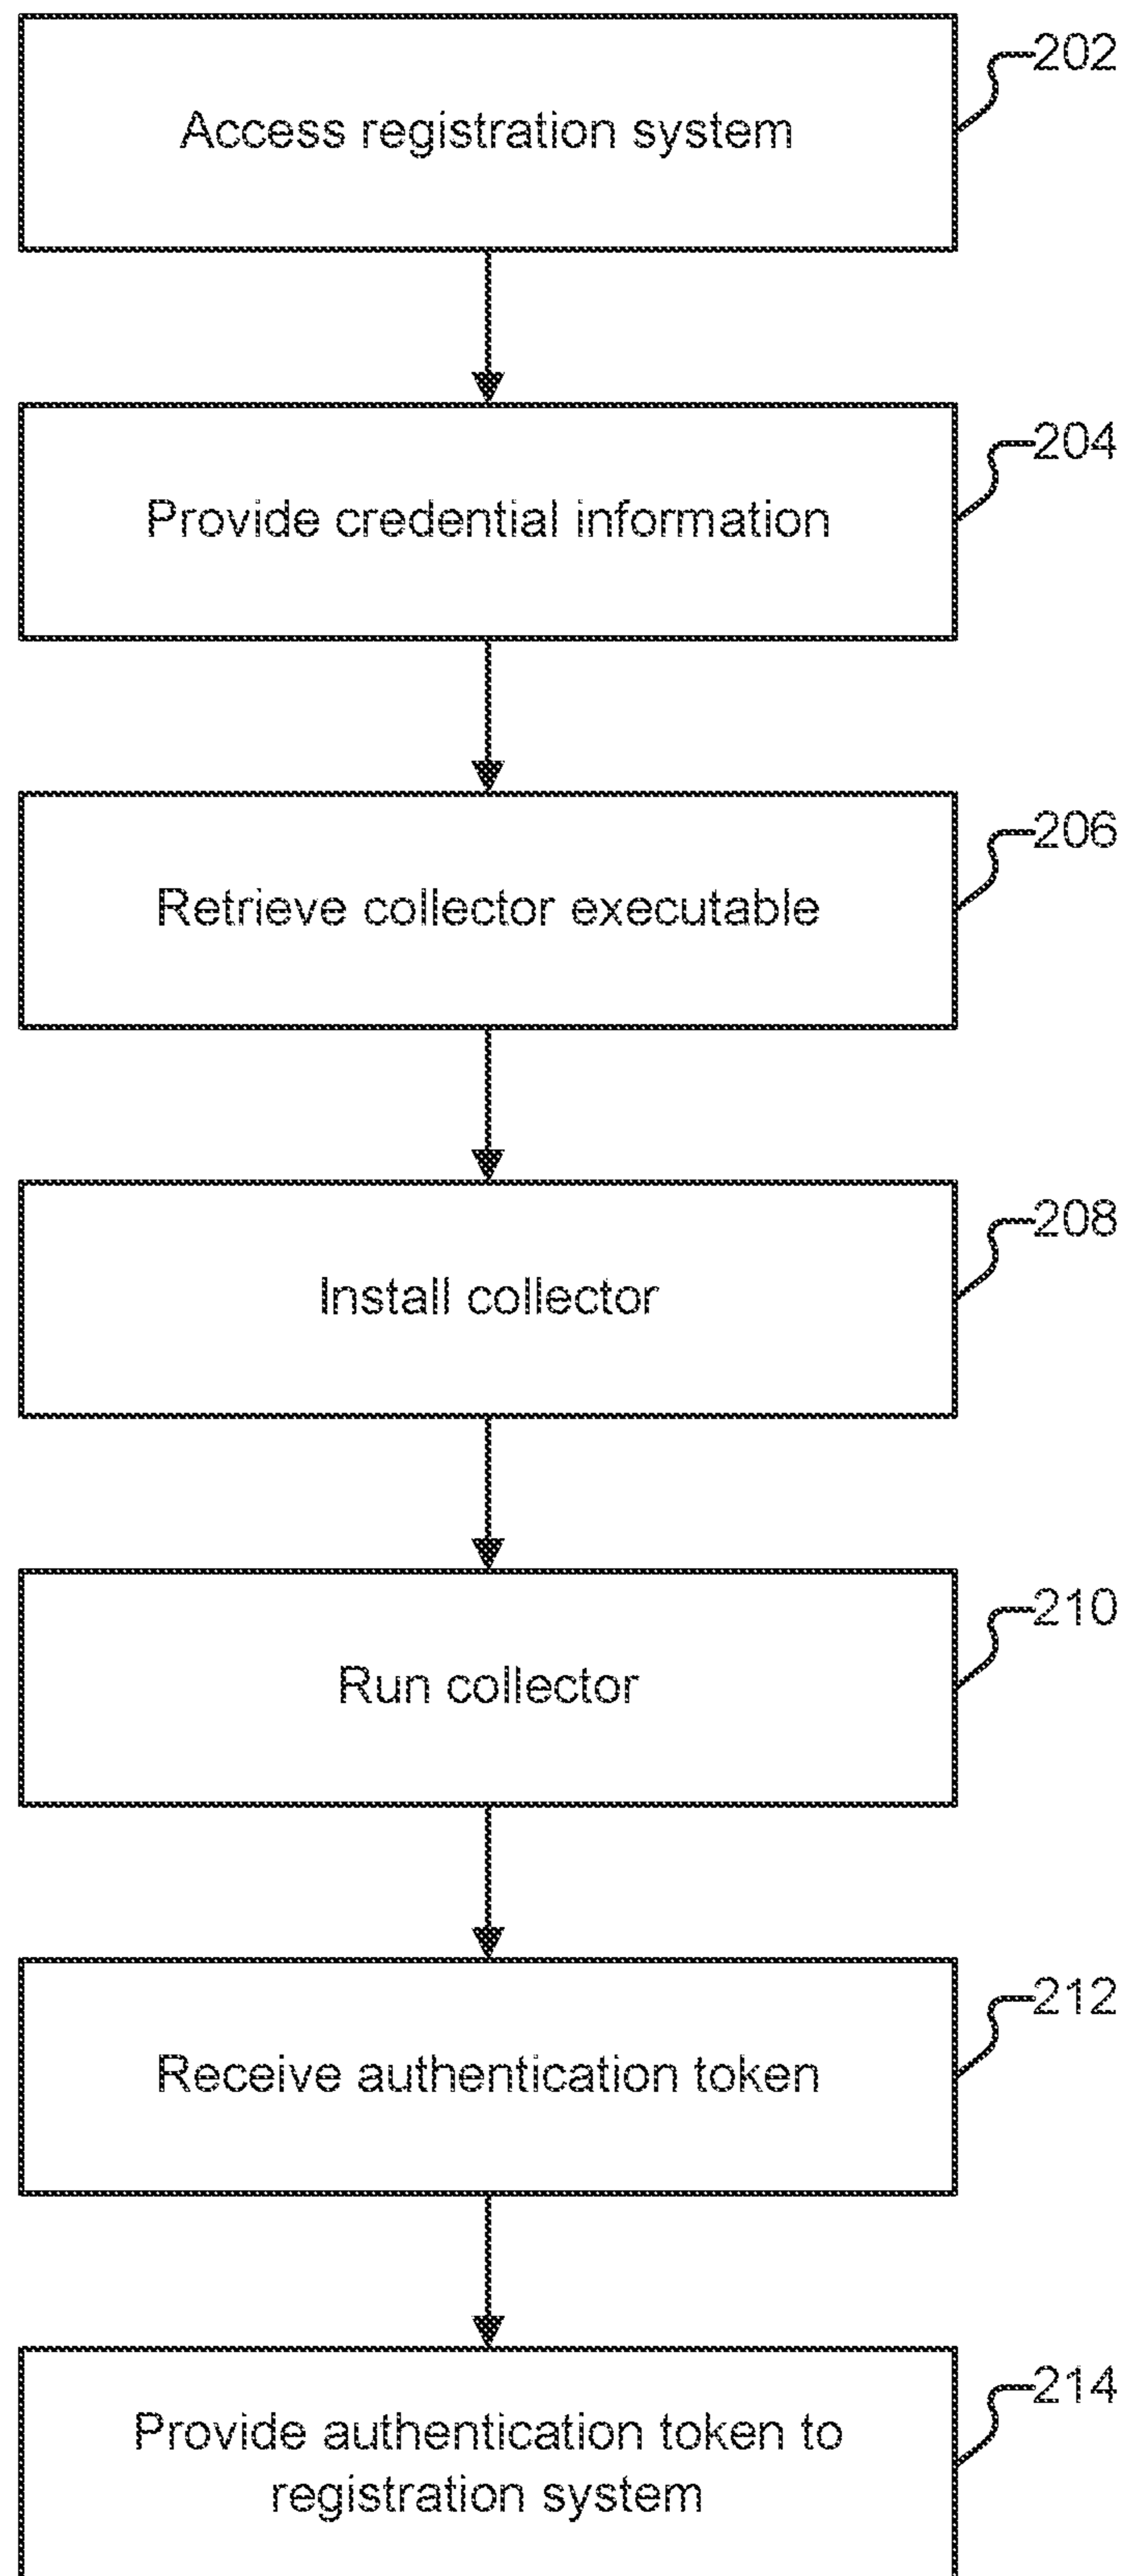 202
Access registration system
204
Provide credential information
206
Retrieve collector executable
208
Install collector
210
Run collector
212
Receive authentication token
214
Provide authentication token to
registration system